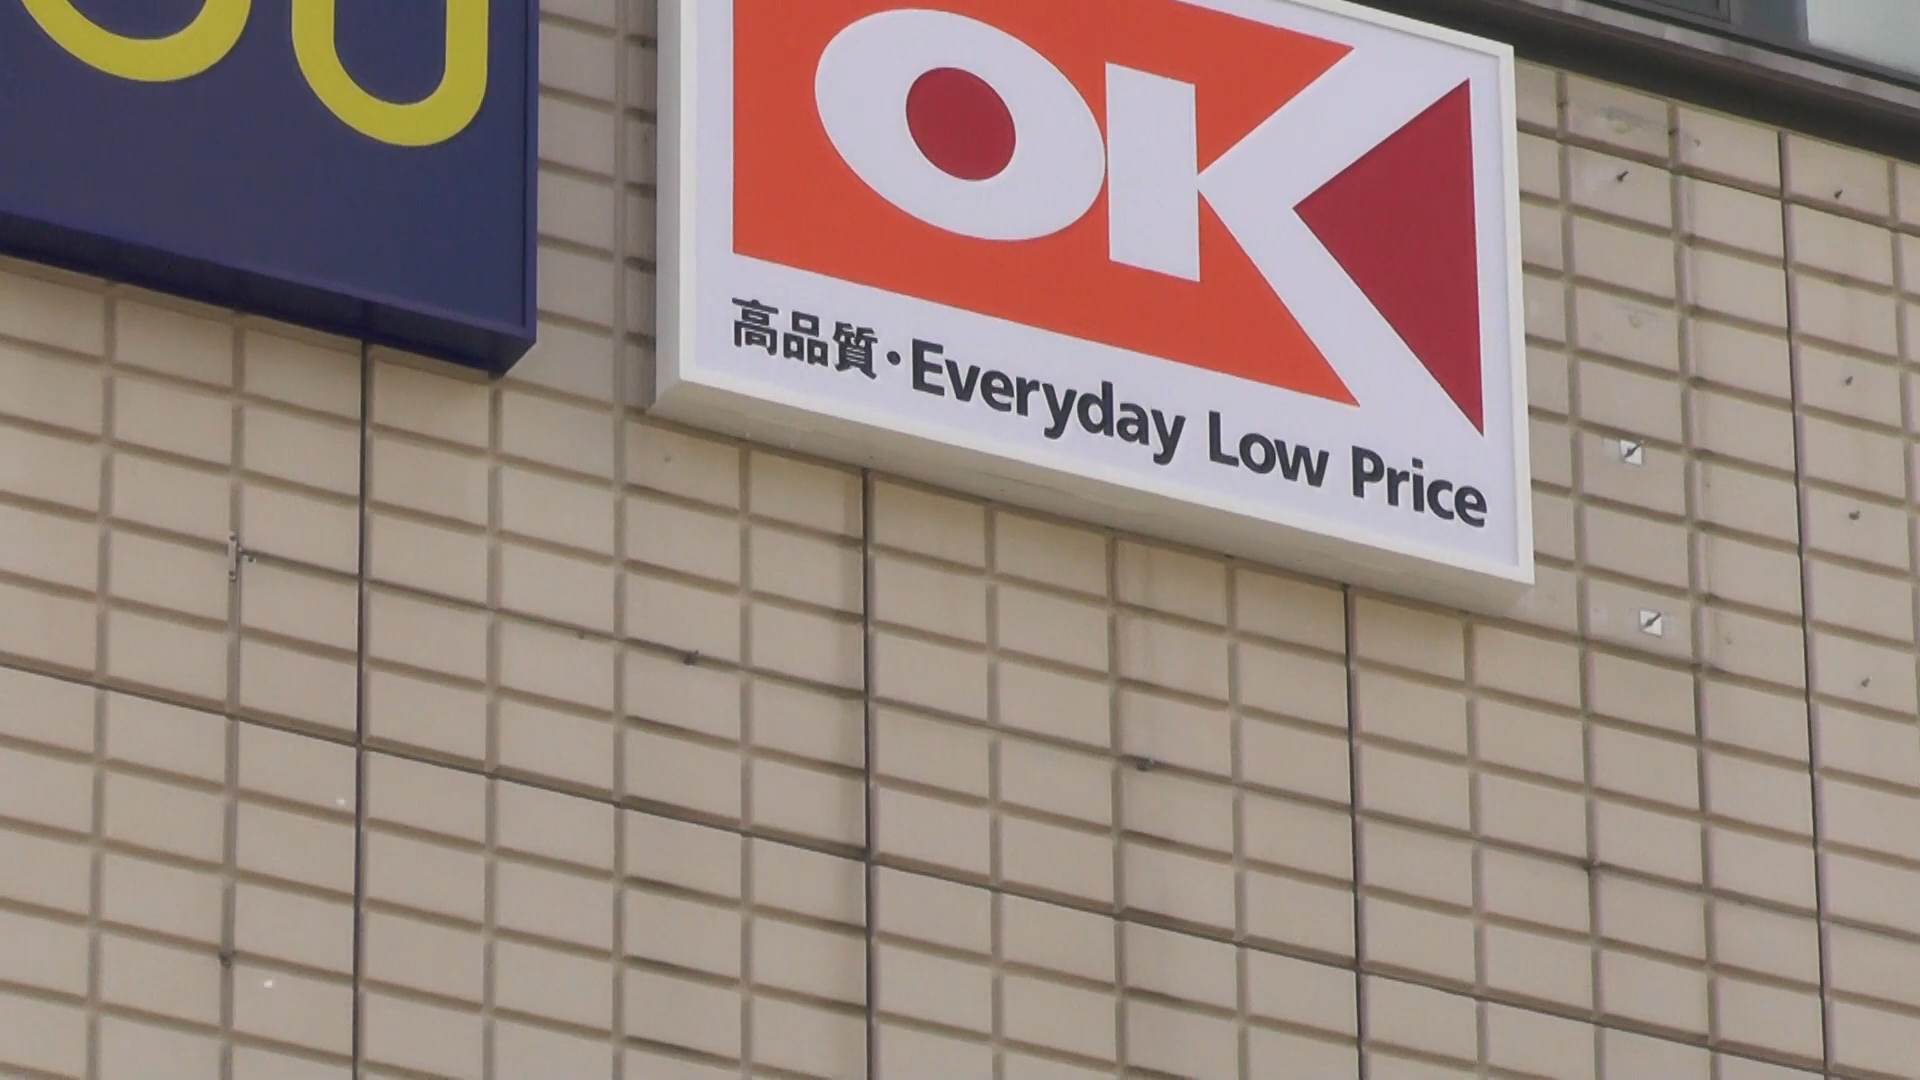 OK
高品質・Everyday Low Price